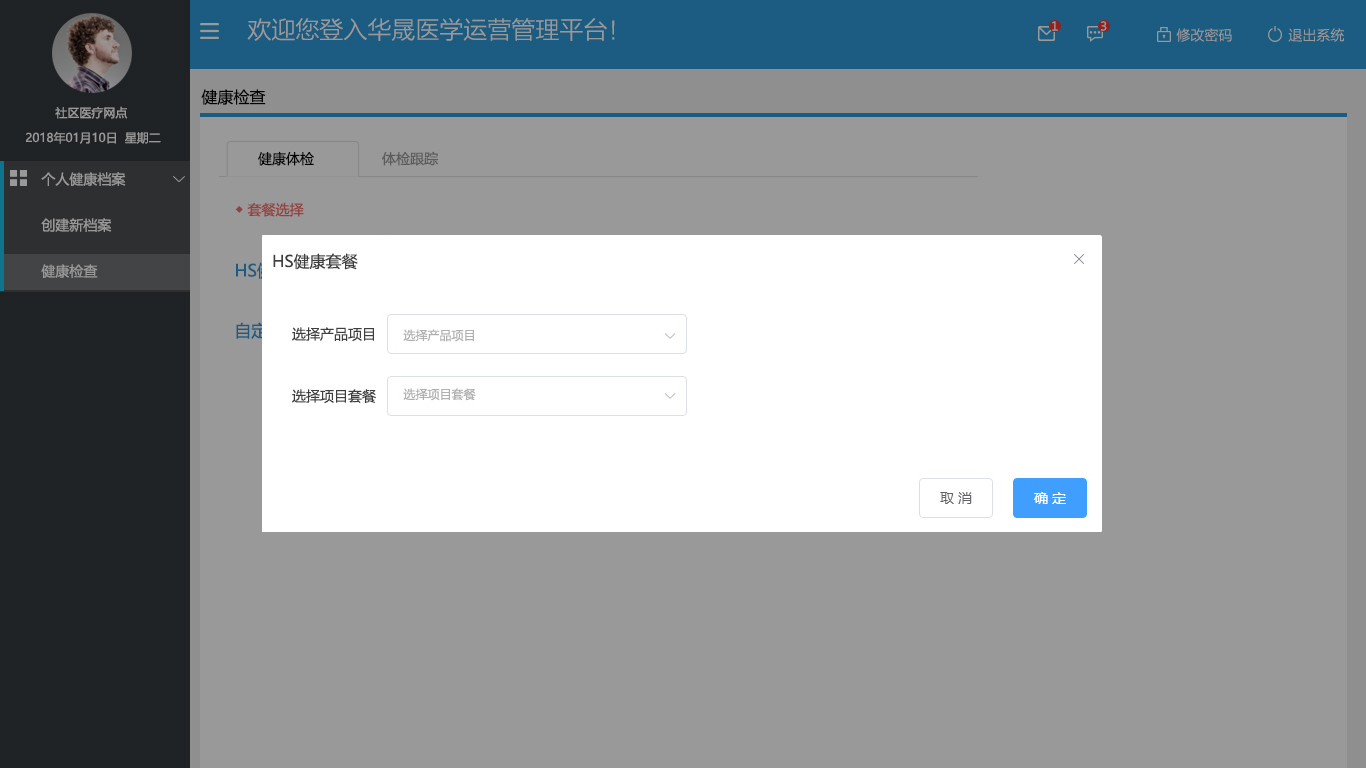 欢迎您登入华晟医学运营管理平台!
1
3
修改密码
退出系统
社区医疗网点
2018年01月10日 星期二
个人健康档案
创建新档案
健康检查
健康检查
健康体检
体检跟踪
套餐选择
HS
自定
HS健康套餐
选择产品项目
选择产品项目
选择项目套餐
选择项目套餐
取 消
确 定